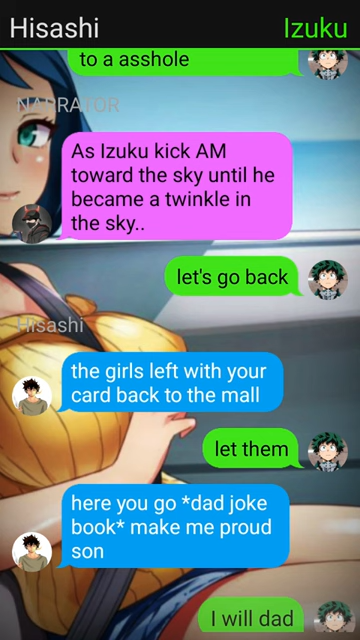 Hisashi Izuku
to a asshole
NARRATOR
As Izuku kick AM
toward the sky until he
became a twinkle in
the sky..
let's go back
Hisashi
the girls left with your
card back to the mall
let them
here you go *dad joke
book* make me proud
son
I will dad